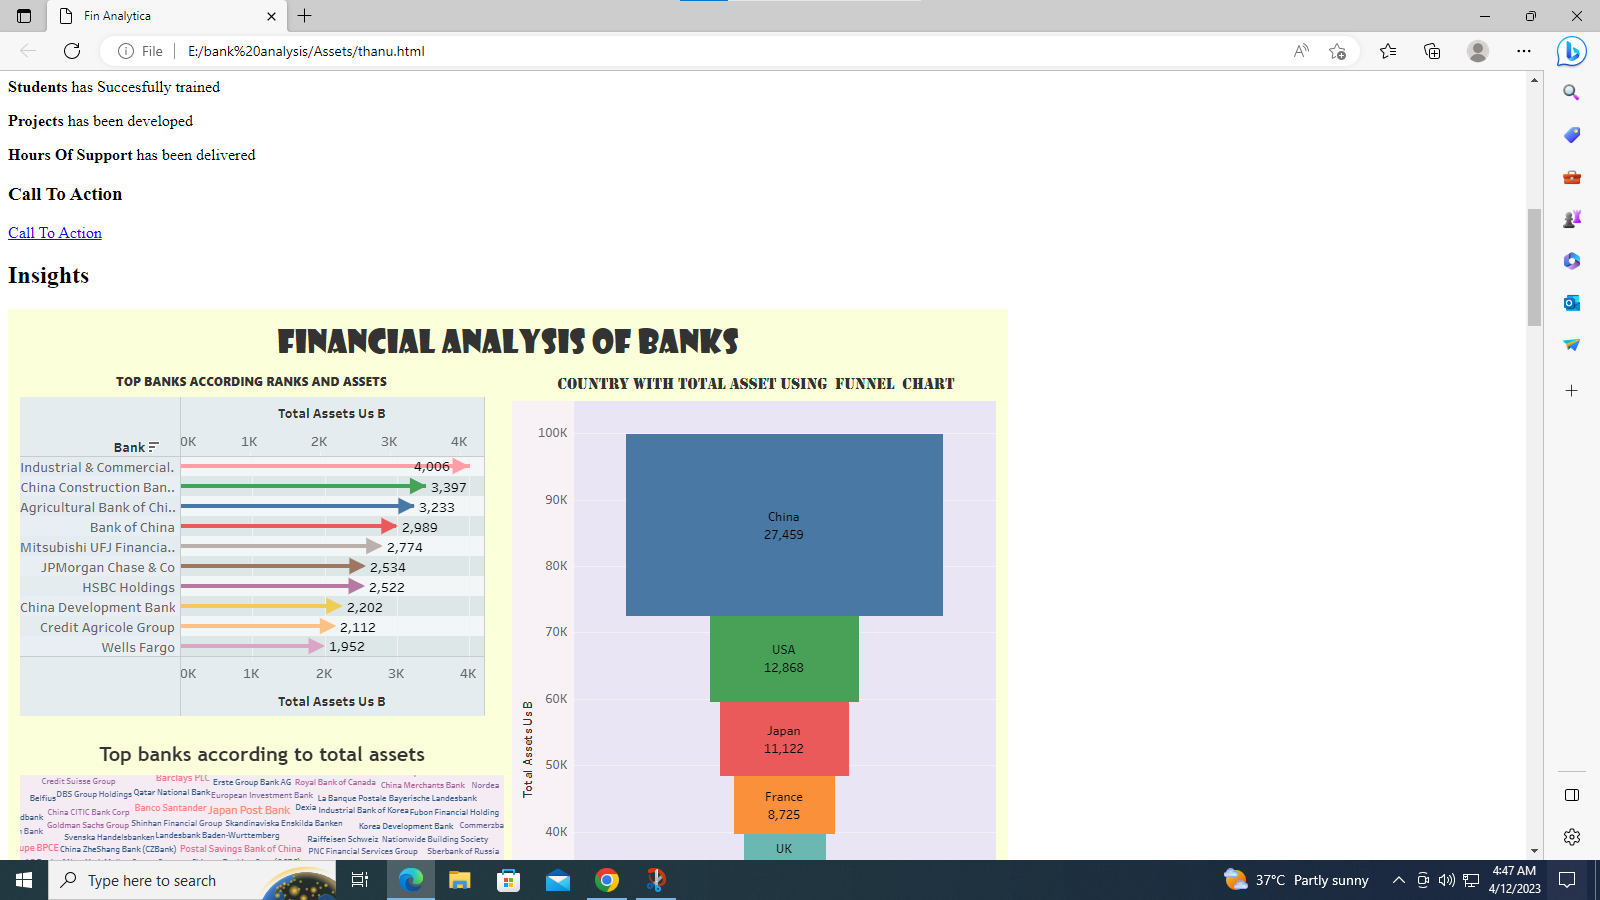 Fin Analytica
File
E:/bank%20analysis/Assets/thanu.html
Students has Succesfully trained
Projects has been developed
Hours Of Support has been delivered
Call To Action
Call To Action
Insights
FINANCIAL ANALYSIS OF BANKS
TOP BANKS ACCORDING RANKS AND ASSETS
Total Assets Us B
Bank
0K 1K 2K 3K 4K
Industrial & Commercial. 4,006
China Construction Ban.. 3,397
Agricultural Bank of Chi.. 3,233
Bank of China 2,989
Mitsubishi UFJ Financia.. 2,774
JPMorgan Chase & Co 2,534
HSBC Holdings 2,522
China Development Bank 2,202
Credit Agricole Group 2,112
Wells Fargo 1,952
0K 1K 2K 3K 4K
Total Assets Us B
COUNTRY WITH TOTAL ASSET USING FUNNEL CHART
100K
90K
80K
70K
60K
50K
40K
Total Assets Us B
China
27,459
USA
12,868
Japan
11,122
France
8,725
UK
Top banks according to total assets
Credit Suisse Group Barclays PLC Erste Group Bank AG Royal Bank of Canada China Merchants Bank Nordea
Belfius DBS Group Holdings Qatar National Bank European Investment Bank La Banque Postale Bayerische Landesbank
China CITIC Bank Corp Banco Santander Japan Post Bank Dexia Industrial Bank of Korea Fubon Financial Holding
dbank Goldman Sachs Group Shinhan Financial Group Skandinaviska Enskilda Banken Korea Development Bank Commerzba
Bank Svenska Handelsbanken Landesbank Baden-Wurttemberg Raiffeisen Schweiz Nationwide Building Society
upe BPCE China ZheShang Bank (CZBank) Postal Savings Bank of China PNC Financial Services Group Sberbank of Russia
Type here to search
37°C Partly sunny
4:47 AM
4/12/2023